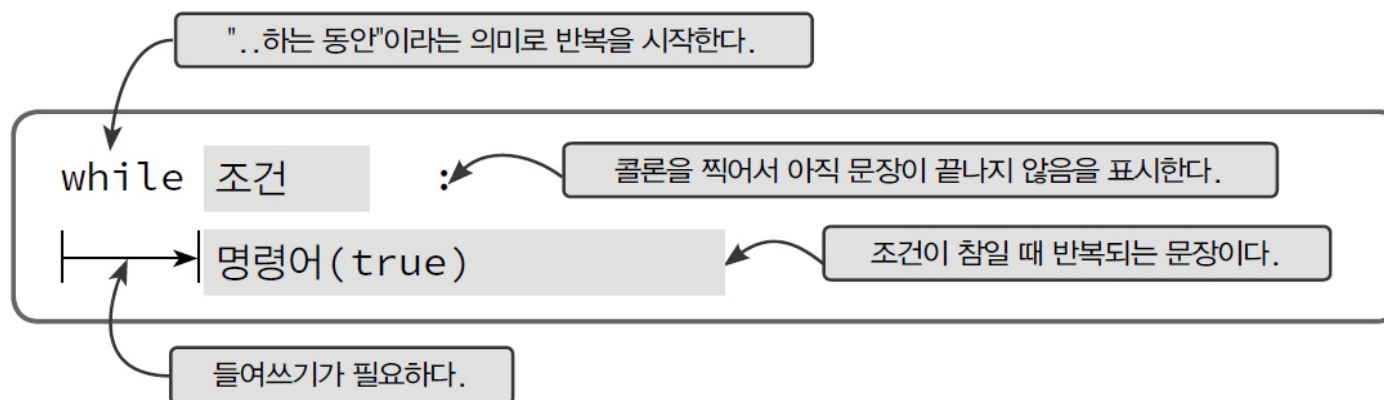 "..하는 동안"이라는 의미로 반복을 시작한다.
while 조건 :
콜론을 찍어서 아직 문장이 끝나지 않음을 표시한다.
명령어(true)
조건이 참일 때 반복되는 문장이다.
들여쓰기가 필요하다.